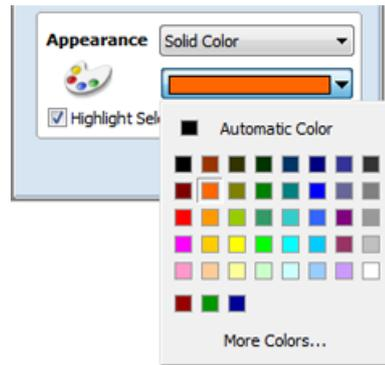 Appearance Solid Color
Highlight Sel
Automatic Color
More Colors...